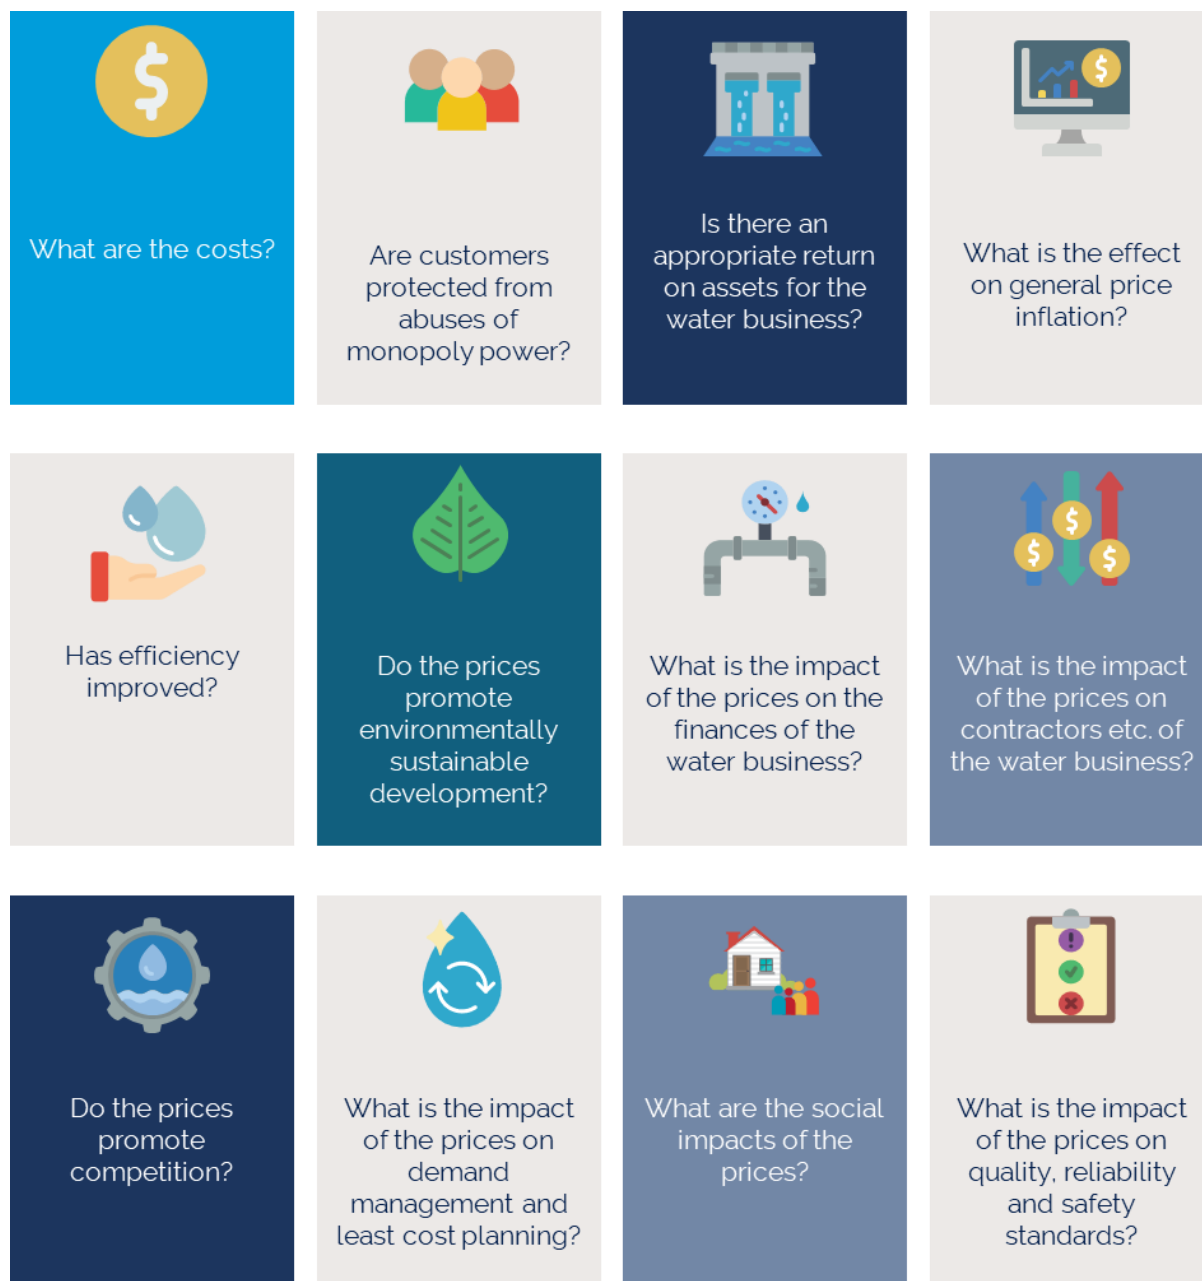 What are the costs?
Are customers
protected from
abuses of
monopoly power?
Is there an
appropriate return
on assets for the
water business?
What is the effect
on general price
inflation?
Has efficiency
improved?
Do the prices
promote
environmentally
sustainable
development?
What is the impact
of the prices on the
finances of the
water business?
What is the impact
of the prices on
contractors etc. of
the water business?
Do the prices
promote
competition?
What is the impact
of the prices on
demand
management and
least cost planning?
What are the social
impacts of the
prices?
What is the impact
of the prices on
quality, reliability
and safety
standards?